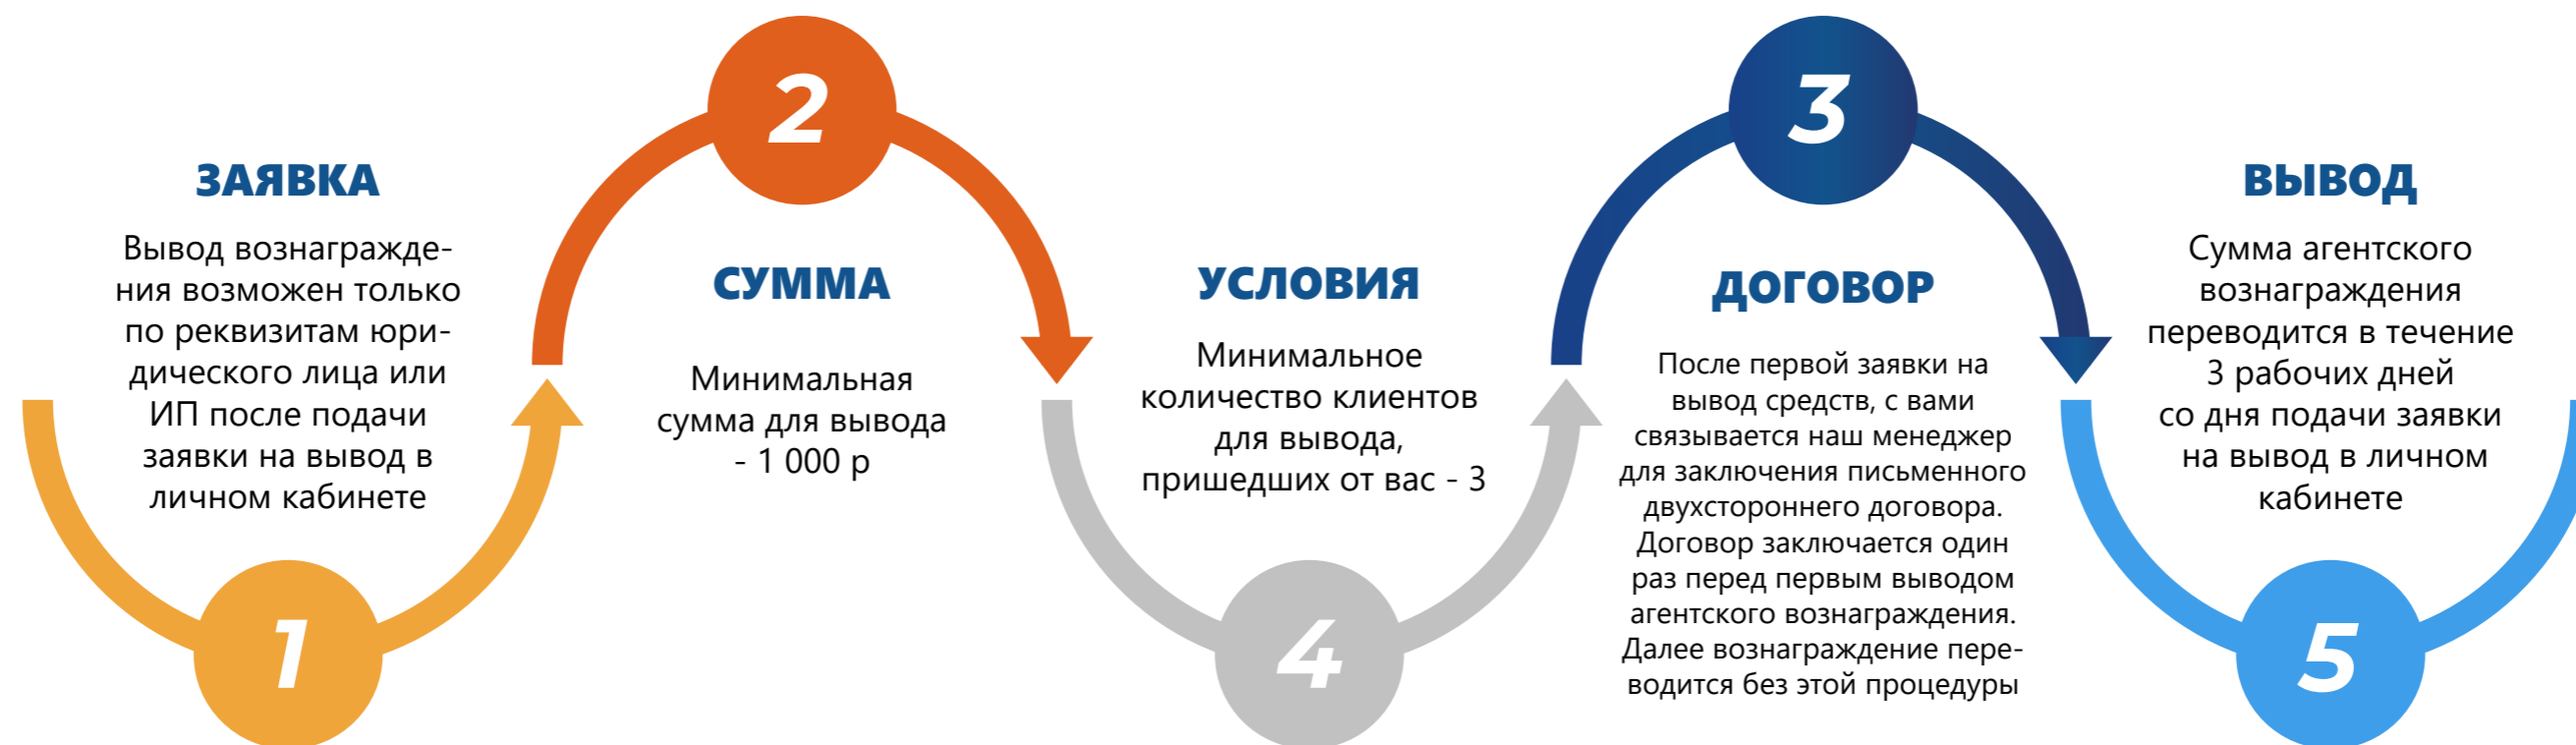 ЗАЯВКА
Вывод вознагражде-
ния возможен только
по реквизитам юри-
дического лица или
ИП после подачи
заявки на вывод в
личном кабинете
1
2
СУММА
Минимальная
сумма для вывода
- 1 000 р
УСЛОВИЯ
Минимальное
количество клиентов
для вывода,
пришедших от вас - 3
4
3
ДОГОВОР
После первой заявки на
вывод средств, с вами
связывается наш менеджер
для заключения письменного
двухстороннего договора.
Договор заключается один
раз перед первым выводом
агентского вознаграждения.
Далее вознаграждение пере-
водится без этой процедуры
ВЫВОД
Сумма агентского
вознаграждения
переводится в течение
3 рабочих дней
со дня подачи заявки
на вывод в личном
кабинете
5